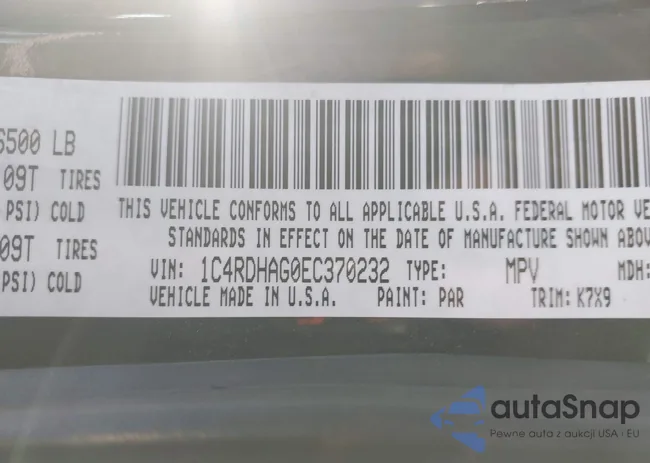 6500 LB
09T TIRES
PSI) COLD
09T TIRES
PSI) COLD
THIS VEHICLE CONFORMS TO ALL APPLICABLE U.S.A. FEDERAL MOTOR VE
STANDARDS IN EFFECT ON THE DATE OF MANUFACTURE SHOWN ABOV
VIN: 1C4RDHAG0EC370232 TYPE: MPV MDH:
VEHICLE MADE IN U.S.A. PAINT: PAR TRIM: K7X9
autaSnap
Pewne auta z aukcji USA i EU